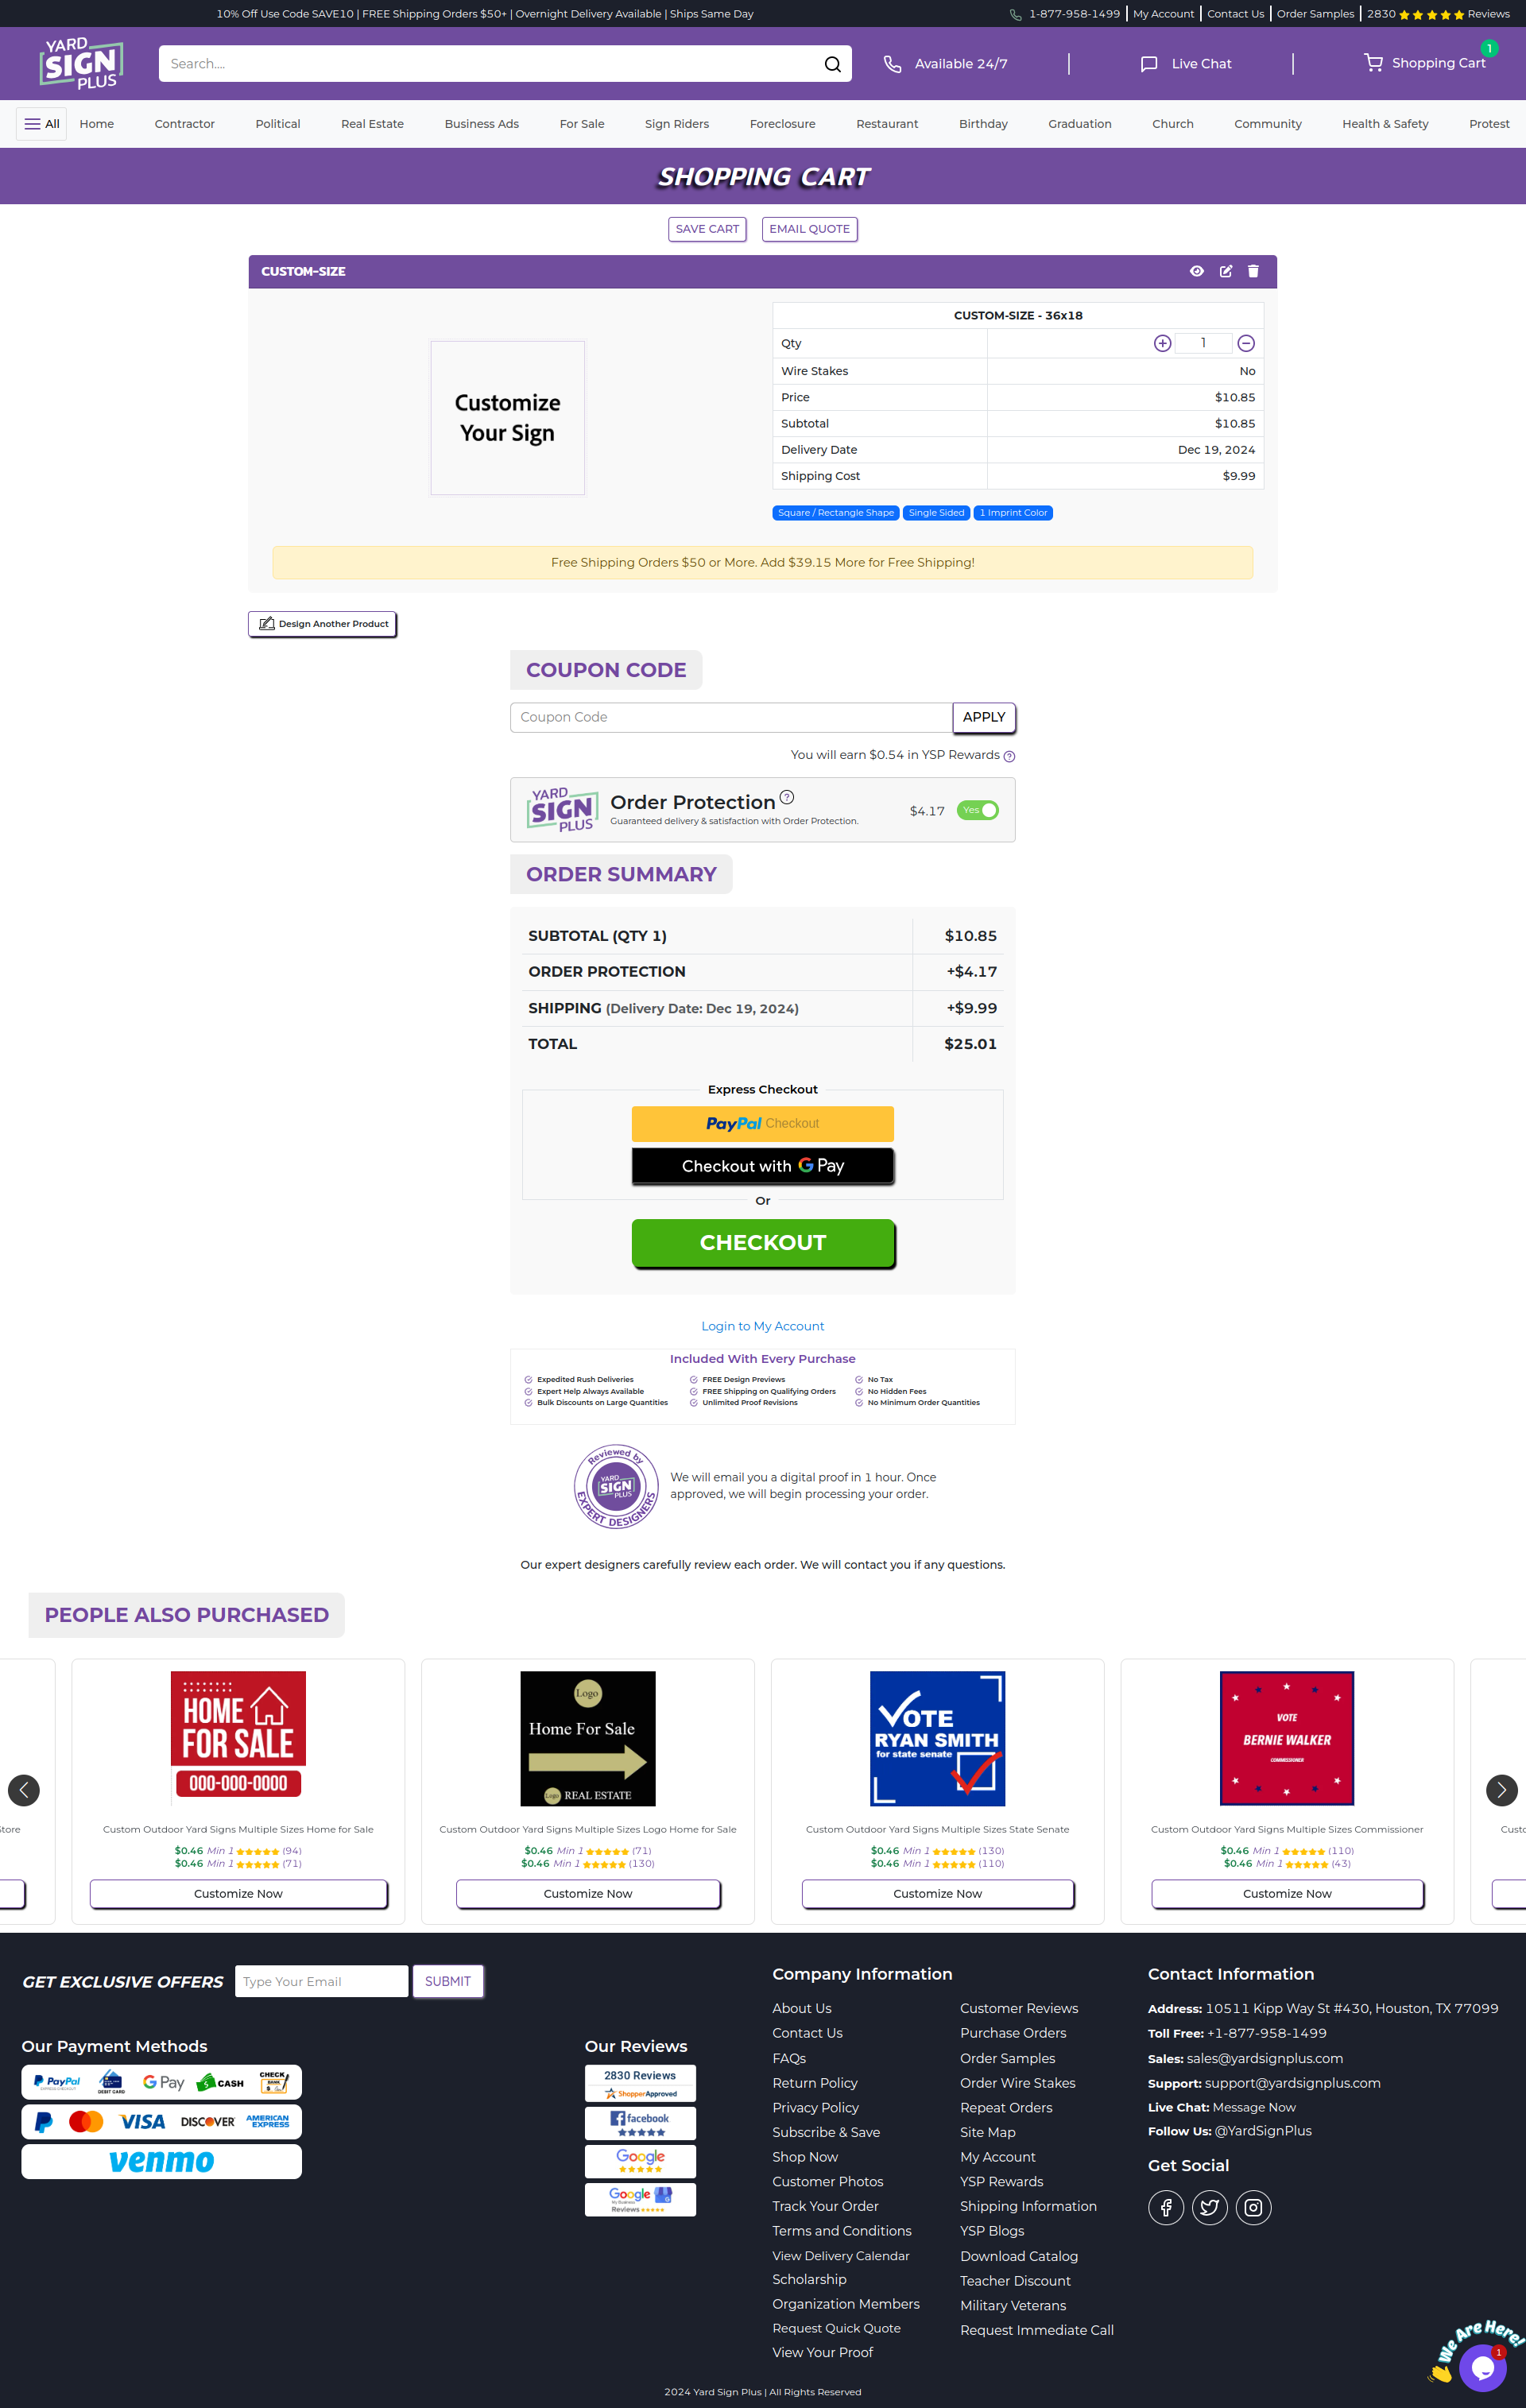 10% Off Use Code SAVE10 | FREE Shipping Orders $50+ | Overnight Delivery Available | Ships Same Day
1-877-958-1499 | My Account | Contact Us | Order Samples | 2830 Reviews
YARD SIGN PLUS
Search....
Available 24/7
Live Chat
Shopping Cart
1
All Home Contractor Political Real Estate Business Ads For Sale Sign Riders Foreclosure Restaurant Birthday Graduation Church Community Health & Safety Protest
SHOPPING CART
SAVE CART EMAIL QUOTE
CUSTOM-SIZE
Customize
Your Sign
CUSTOM-SIZE - 36x18
Qty 1
Wire Stakes No
Price $10.85
Subtotal $10.85
Delivery Date Dec 19, 2024
Shipping Cost $9.99
Square / Rectangle Shape Single Sided 1 Imprint Color
Free Shipping Orders $50 or More. Add $39.15 More for Free Shipping!
Design Another Product
COUPON CODE
Coupon Code APPLY
You will earn $0.54 in YSP Rewards ?
YARD SIGN PLUS
Order Protection ?
Guaranteed delivery & satisfaction with Order Protection.
$4.17 Yes
ORDER SUMMARY
SUBTOTAL (QTY 1) $10.85
ORDER PROTECTION +$4.17
SHIPPING (Delivery Date: Dec 19, 2024) +$9.99
TOTAL $25.01
Express Checkout
PayPal Checkout
Checkout with G Pay
Or
CHECKOUT
Login to My Account
Included With Every Purchase
Expedited Rush Deliveries FREE Design Previews No Tax
Expert Help Always Available FREE Shipping on Qualifying Orders No Hidden Fees
Bulk Discounts on Large Quantities Unlimited Proof Revisions No Minimum Order Quantities
Reviewed by
YARD SIGN PLUS
EXPERT DESIGNERS
We will email you a digital proof in 1 hour. Once
approved, we will begin processing your order.
Our expert designers carefully review each order. We will contact you if any questions.
PEOPLE ALSO PURCHASED
Store
HOME
FOR SALE
000-000-0000
Custom Outdoor Yard Signs Multiple Sizes Home for Sale
$0.46 Min 1 (94)
$0.46 Min 1 (71)
Customize Now
Logo
Home For Sale
Logo REAL ESTATE
Custom Outdoor Yard Signs Multiple Sizes Logo Home for Sale
$0.46 Min 1 (71)
$0.46 Min 1 (130)
Customize Now
VOTE
RYAN SMITH
for state senate
Custom Outdoor Yard Signs Multiple Sizes State Senate
$0.46 Min 1 (130)
$0.46 Min 1 (110)
Customize Now
VOTE
BERNIE WALKER
COMMISSIONER
Custom Outdoor Yard Signs Multiple Sizes Commissioner
$0.46 Min 1 (110)
$0.46 Min 1 (43)
Customize Now
Custo
GET EXCLUSIVE OFFERS Type Your Email SUBMIT
Our Payment Methods
PayPal EXPRESS CHECKOUT DEBIT CARD G Pay CASH CHECK BANK
VISA DISCOVER AMERICAN EXPRESS
venmo
Our Reviews
2830 Reviews
ShopperApproved
facebook
Google
Google
My Business
Reviews
Company Information
About Us
Contact Us
FAQs
Return Policy
Privacy Policy
Subscribe & Save
Shop Now
Customer Photos
Track Your Order
Terms and Conditions
View Delivery Calendar
Scholarship
Organization Members
Request Quick Quote
View Your Proof
Customer Reviews
Purchase Orders
Order Samples
Order Wire Stakes
Repeat Orders
Site Map
My Account
YSP Rewards
Shipping Information
YSP Blogs
Download Catalog
Teacher Discount
Military Veterans
Request Immediate Call
Contact Information
Address: 10511 Kipp Way St #430, Houston, TX 77099
Toll Free: +1-877-958-1499
Sales: sales@yardsignplus.com
Support: support@yardsignplus.com
Live Chat: Message Now
Follow Us: @YardSignPlus
Get Social
We Are Here!
1
2024 Yard Sign Plus | All Rights Reserved